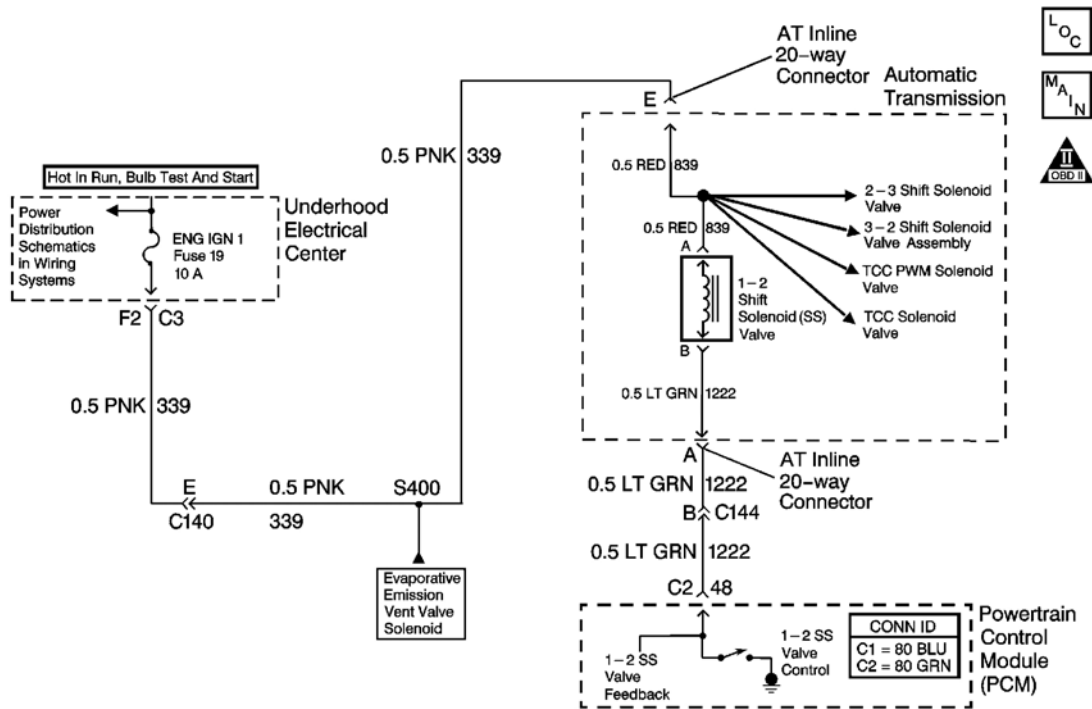 AT Inline
20–way
Connector
Automatic
Transmission
LOC
MAIN
II
OBD II
E
0.5 PNK 339
0.5 RED 839
Hot In Run, Bulb Test And Start
Power
Distribution
Schematics
in Wiring
Systems
ENG IGN 1
Fuse 19
10 A
Underhood
Electrical
Center
2–3 Shift Solenoid
Valve
3–2 Shift Solenoid
Valve Assembly
TCC PWM Solenoid
Valve
TCC Solenoid
Valve
0.5 RED 839
A
1–2
Shift
Solenoid (SS)
Valve
B
F2 C3
0.5 PNK 339
0.5 LT GRN 1222
A
AT Inline
20–way
Connector
0.5 LT GRN 1222
E
C140
0.5 PNK
339
S400
B C144
0.5 LT GRN 1222
Evaporative
Emission
Vent Valve
Solenoid
C2 48
1–2 SS
Valve
Feedback
1–2 SS
Valve
Control
CONN ID
C1 = 80 BLU
C2 = 80 GRN
Powertrain
Control
Module
(PCM)